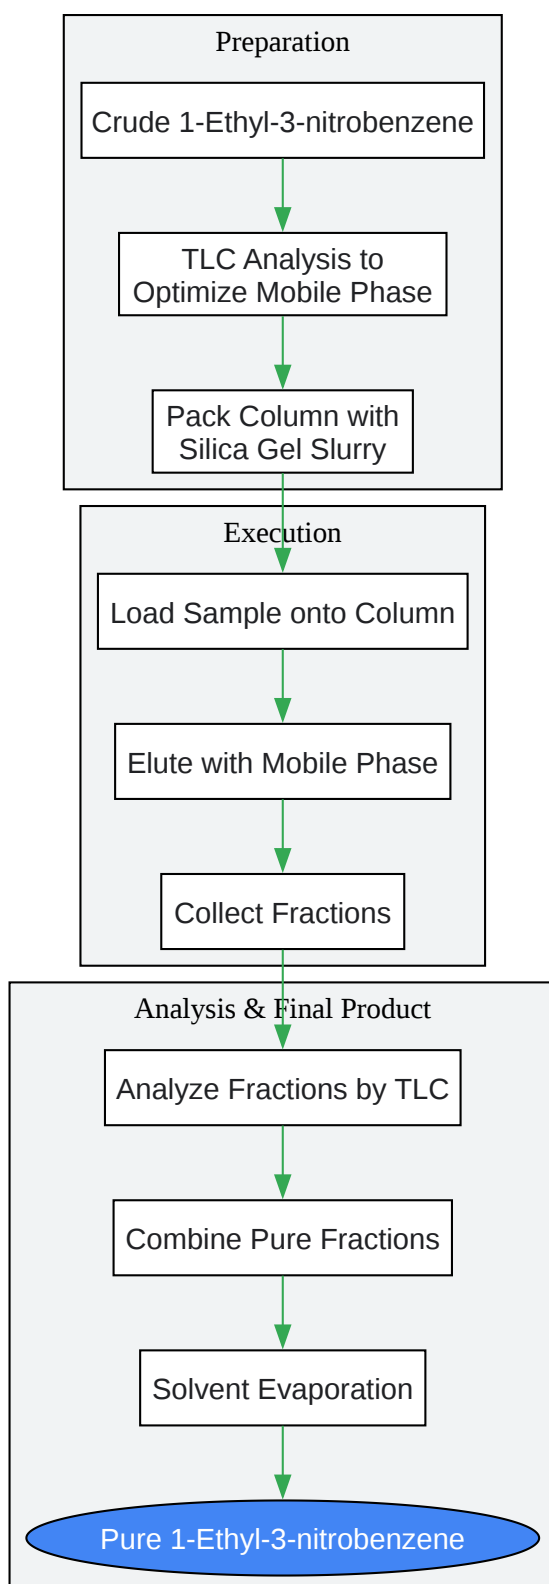 Preparation
Crude 1-Ethyl-3-nitrobenzene
TLC Analysis to
Optimize Mobile Phase
Pack Column with
Silica Gel Slurry
Execution
Load Sample onto Column
Elute with Mobile Phase
Collect Fractions
Analysis & Final Product
Analyze Fractions by TLC
Combine Pure Fractions
Solvent Evaporation
Pure 1-Ethyl-3-nitrobenzene